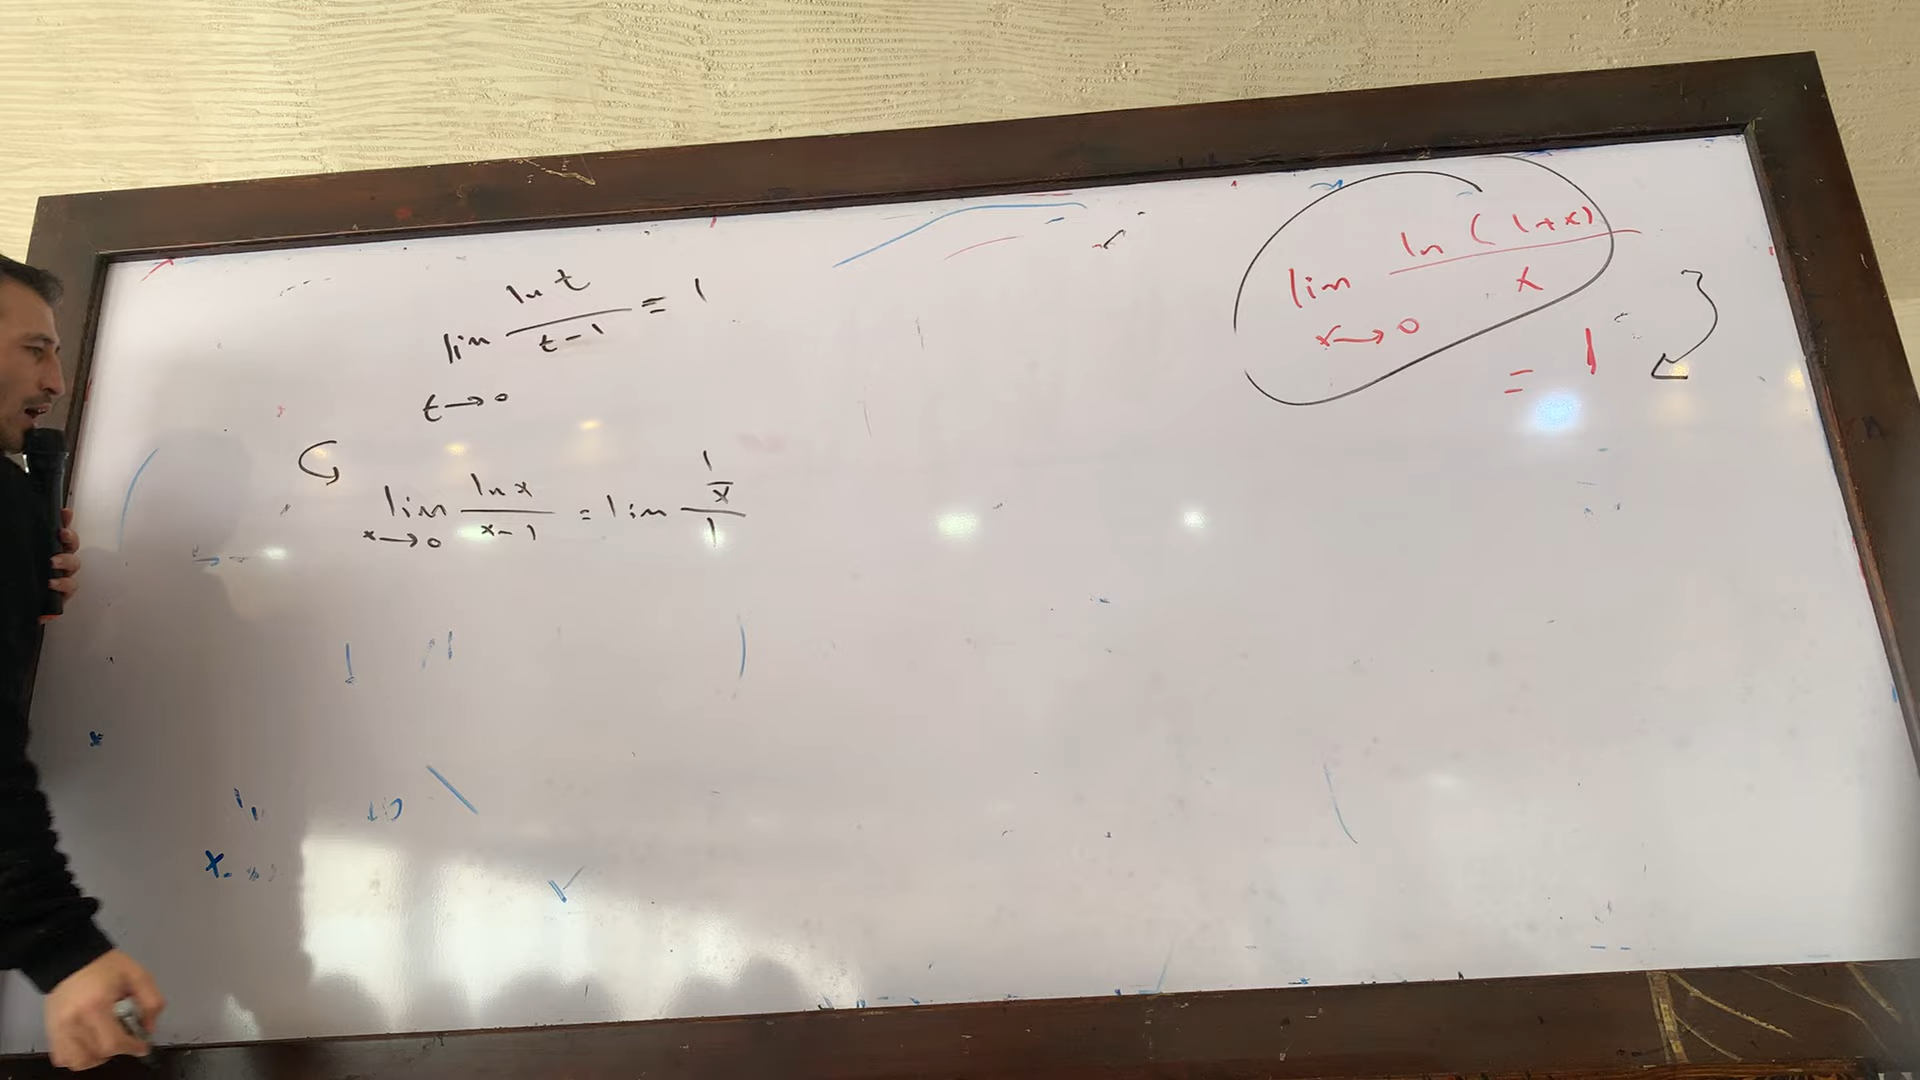 lim ln t / t-1 = 1
t→0
lim ln x / x-1 = lim 1/x / 1
x→0
lim ln(1+x) / x
x→0
= 1